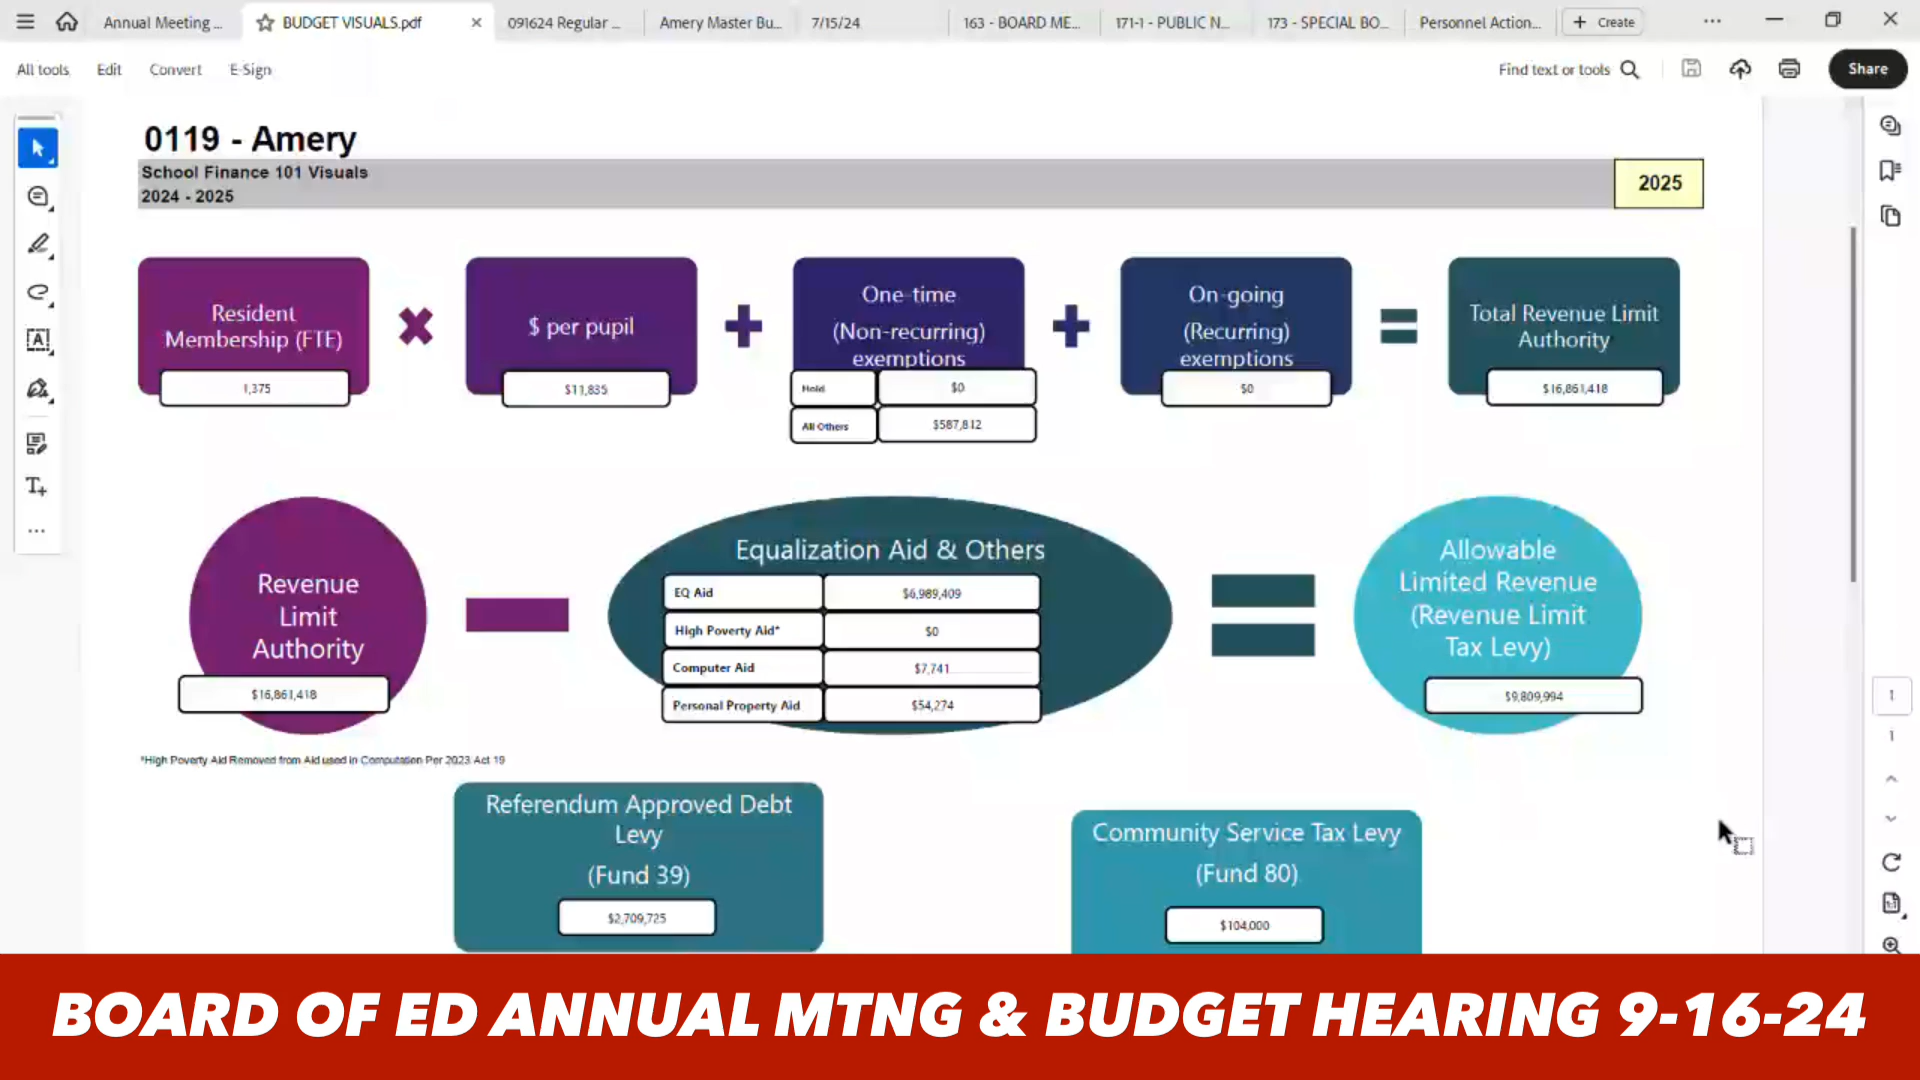 Annual Meeting ...
BUDGET VISUALS.pdf
091624 Regular ...
Amery Master Bu...
7/15/24
163 - BOARD ME...
171-1 - PUBLIC N...
173 - SPECIAL BO...
Personnel Action...
+ Create
All tools
Edit
Convert
E-Sign
Find text or tools
Share
0119 - Amery
School Finance 101 Visuals
2024 - 2025
2025
Resident
Membership (FTE)
1,375
$ per pupil
$11,835
One-time
(Non-recurring)
exemptions
Hold
$0
All Others
$587,812
On-going
(Recurring)
exemptions
$0
Total Revenue Limit
Authority
$16,861,418
Revenue
Limit
Authority
$16,861,418
Equalization Aid & Others
EQ Aid
$6,989,409
High Poverty Aid*
$0
Computer Aid
$7,741
Personal Property Aid
$54,274
Allowable
Limited Revenue
(Revenue Limit
Tax Levy)
$9,809,994
*High Poverty Aid Removed from Aid used in Computation Per 2023 Act 19
Referendum Approved Debt
Levy
(Fund 39)
$2,709,725
Community Service Tax Levy
(Fund 80)
$104,000
1
1
BOARD OF ED ANNUAL MTNG & BUDGET HEARING 9-16-24